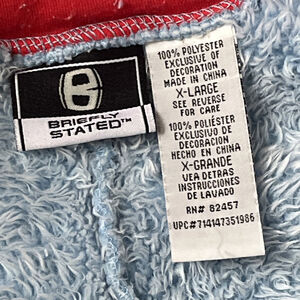 B
BRIEFLY
STATED™
100% POLYESTER
EXCLUSIVE OF
DECORATION
MADE IN CHINA
X-LARGE
SEE REVERSE
FOR CARE
100% POLIÉSTER
EXCLUSIVO DE
DECORACION
HECHO EN CHINA
X-GRANDE
VEA DETRAS
INSTRUCCIONES
DE LAVADO
RN# 82457
UPC#714147351986